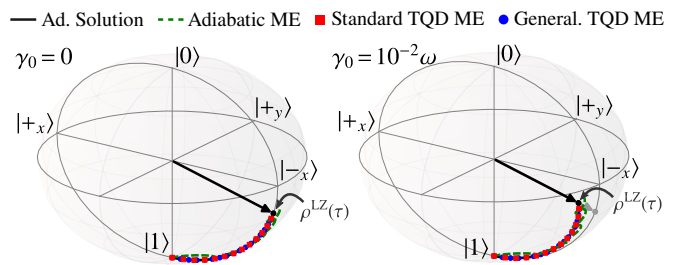 Ad. Solution Adiabatic ME Standard TQD ME General. TQD ME
γ₀ = 0
|0⟩
|+ₓ⟩
|+ᵧ⟩
|−ₓ⟩
ρᴸᶻ(τ)
|1⟩
γ₀ = 10⁻²ω
|0⟩
|+ₓ⟩
|+ᵧ⟩
|−ₓ⟩
ρᴸᶻ(τ)
|1⟩